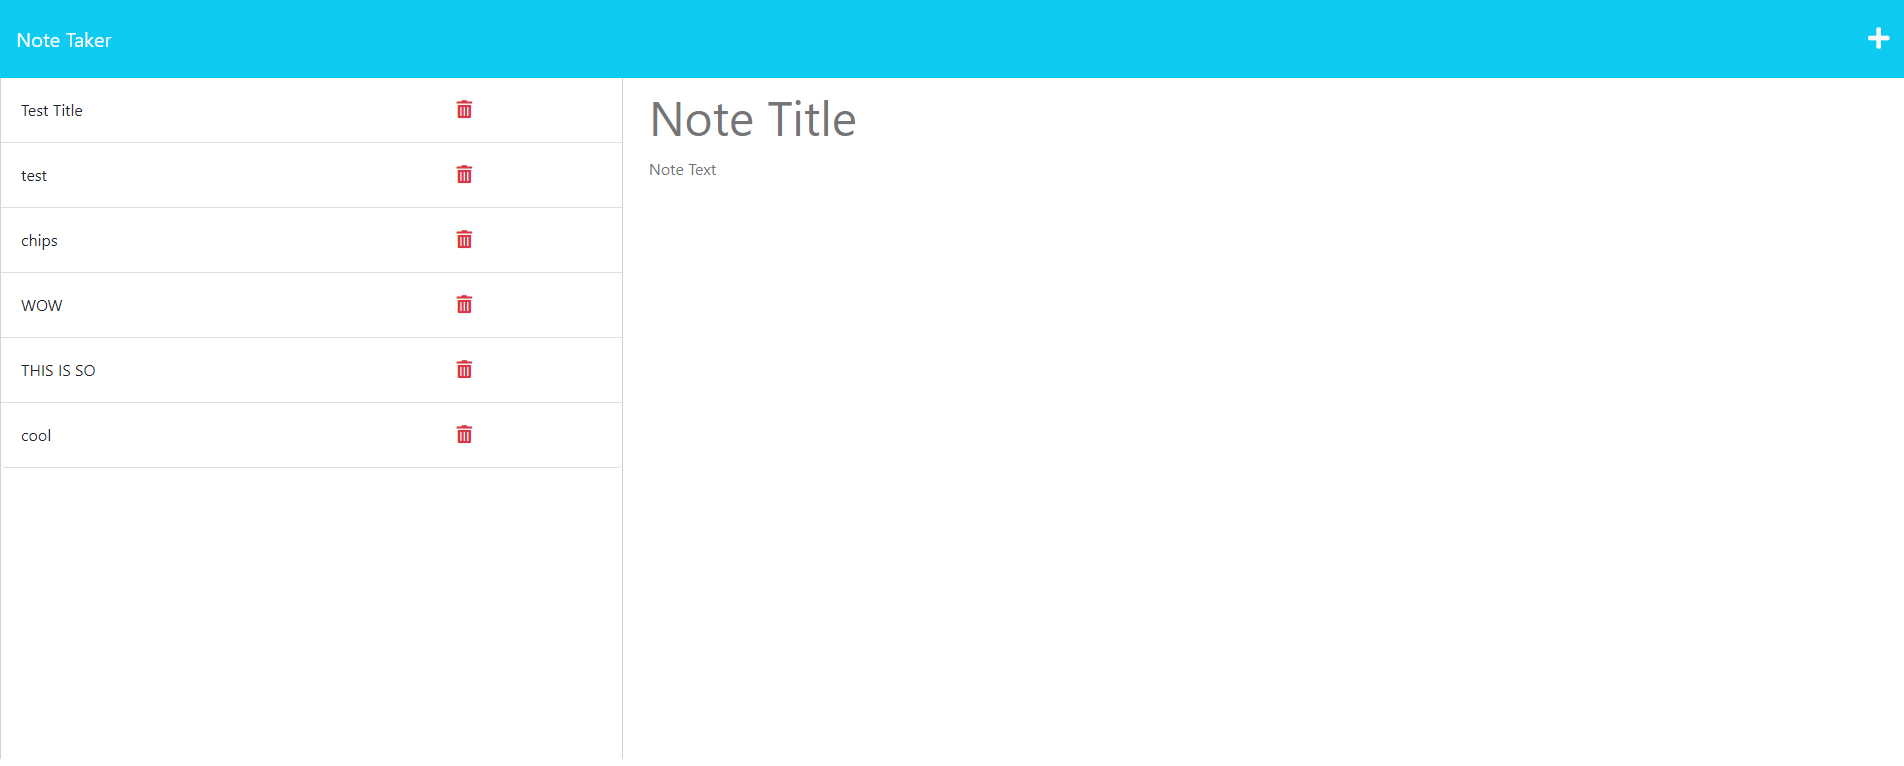 Note Taker
Test Title
test
chips
WOW
THIS IS SO
cool
Note Title
Note Text